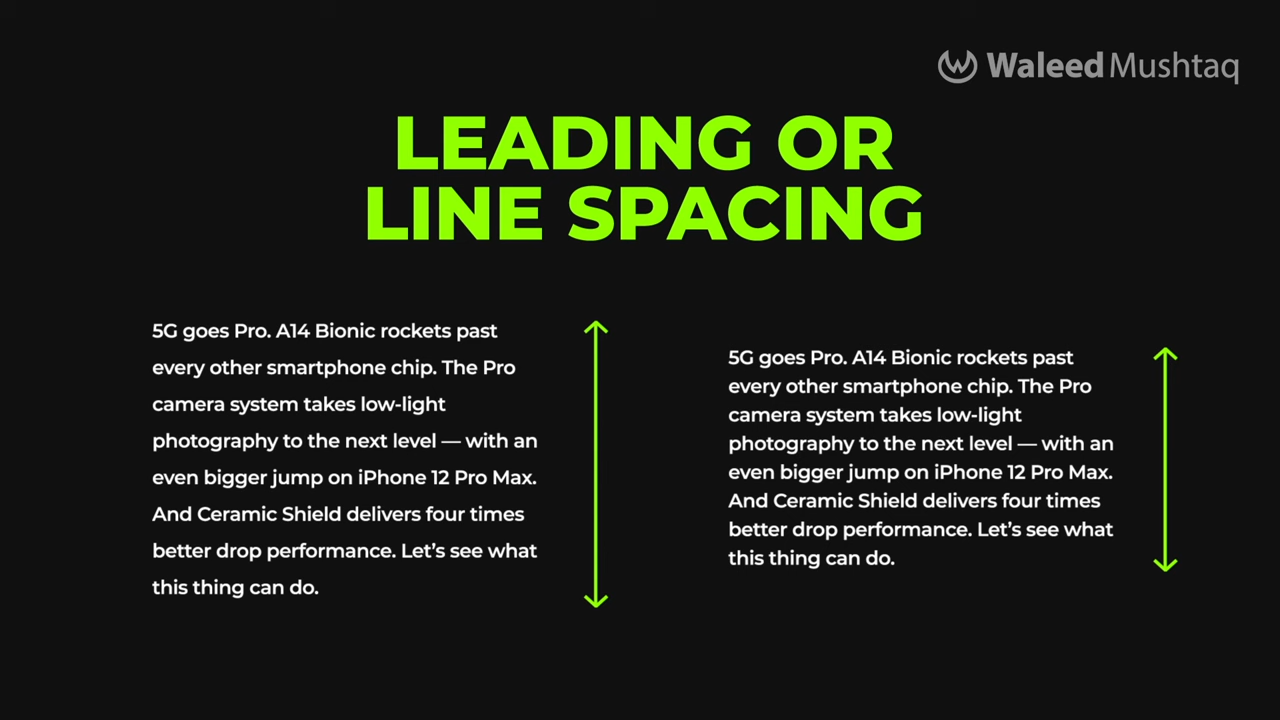 Waleed Mushtaq
LEADING OR
LINE SPACING
5G goes Pro. A14 Bionic rockets past
every other smartphone chip. The Pro
camera system takes low-light
photography to the next level — with an
even bigger jump on iPhone 12 Pro Max.
And Ceramic Shield delivers four times
better drop performance. Let’s see what
this thing can do.
5G goes Pro. A14 Bionic rockets past
every other smartphone chip. The Pro
camera system takes low-light
photography to the next level — with an
even bigger jump on iPhone 12 Pro Max.
And Ceramic Shield delivers four times
better drop performance. Let’s see what
this thing can do.